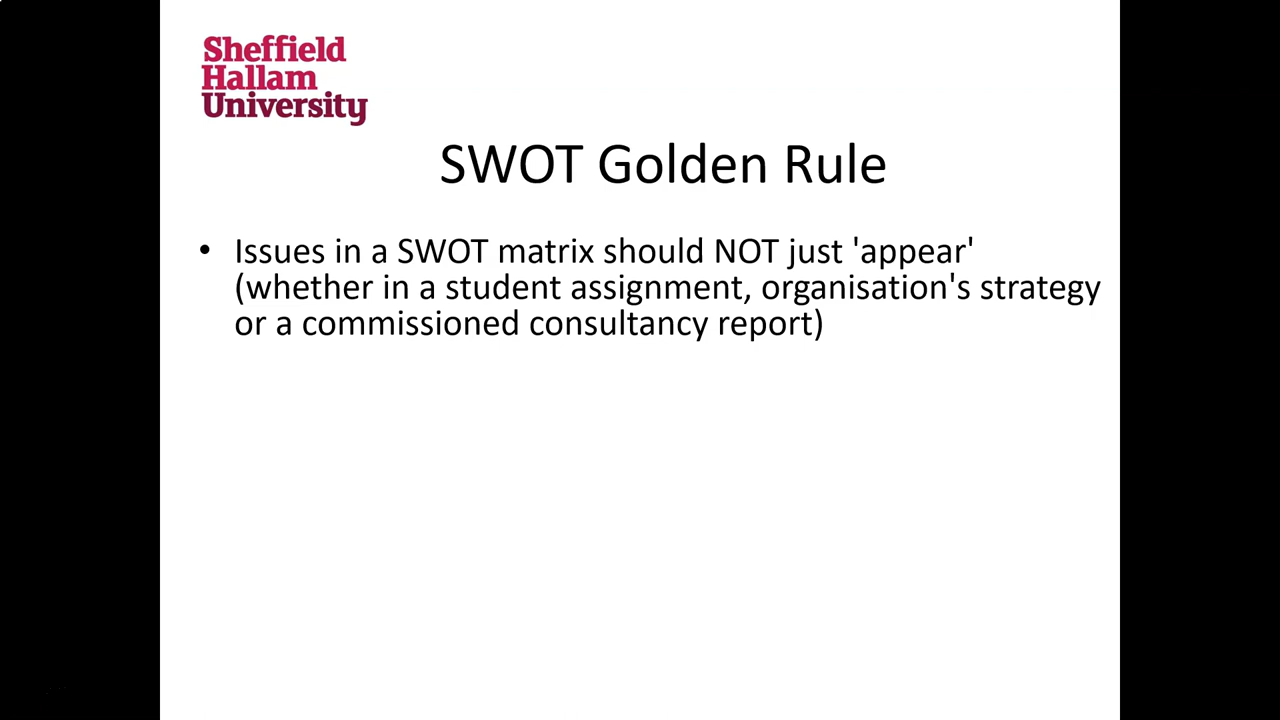 Sheffield
Hallam
University
SWOT Golden Rule
• Issues in a SWOT matrix should NOT just 'appear'
(whether in a student assignment, organisation's strategy
or a commissioned consultancy report)